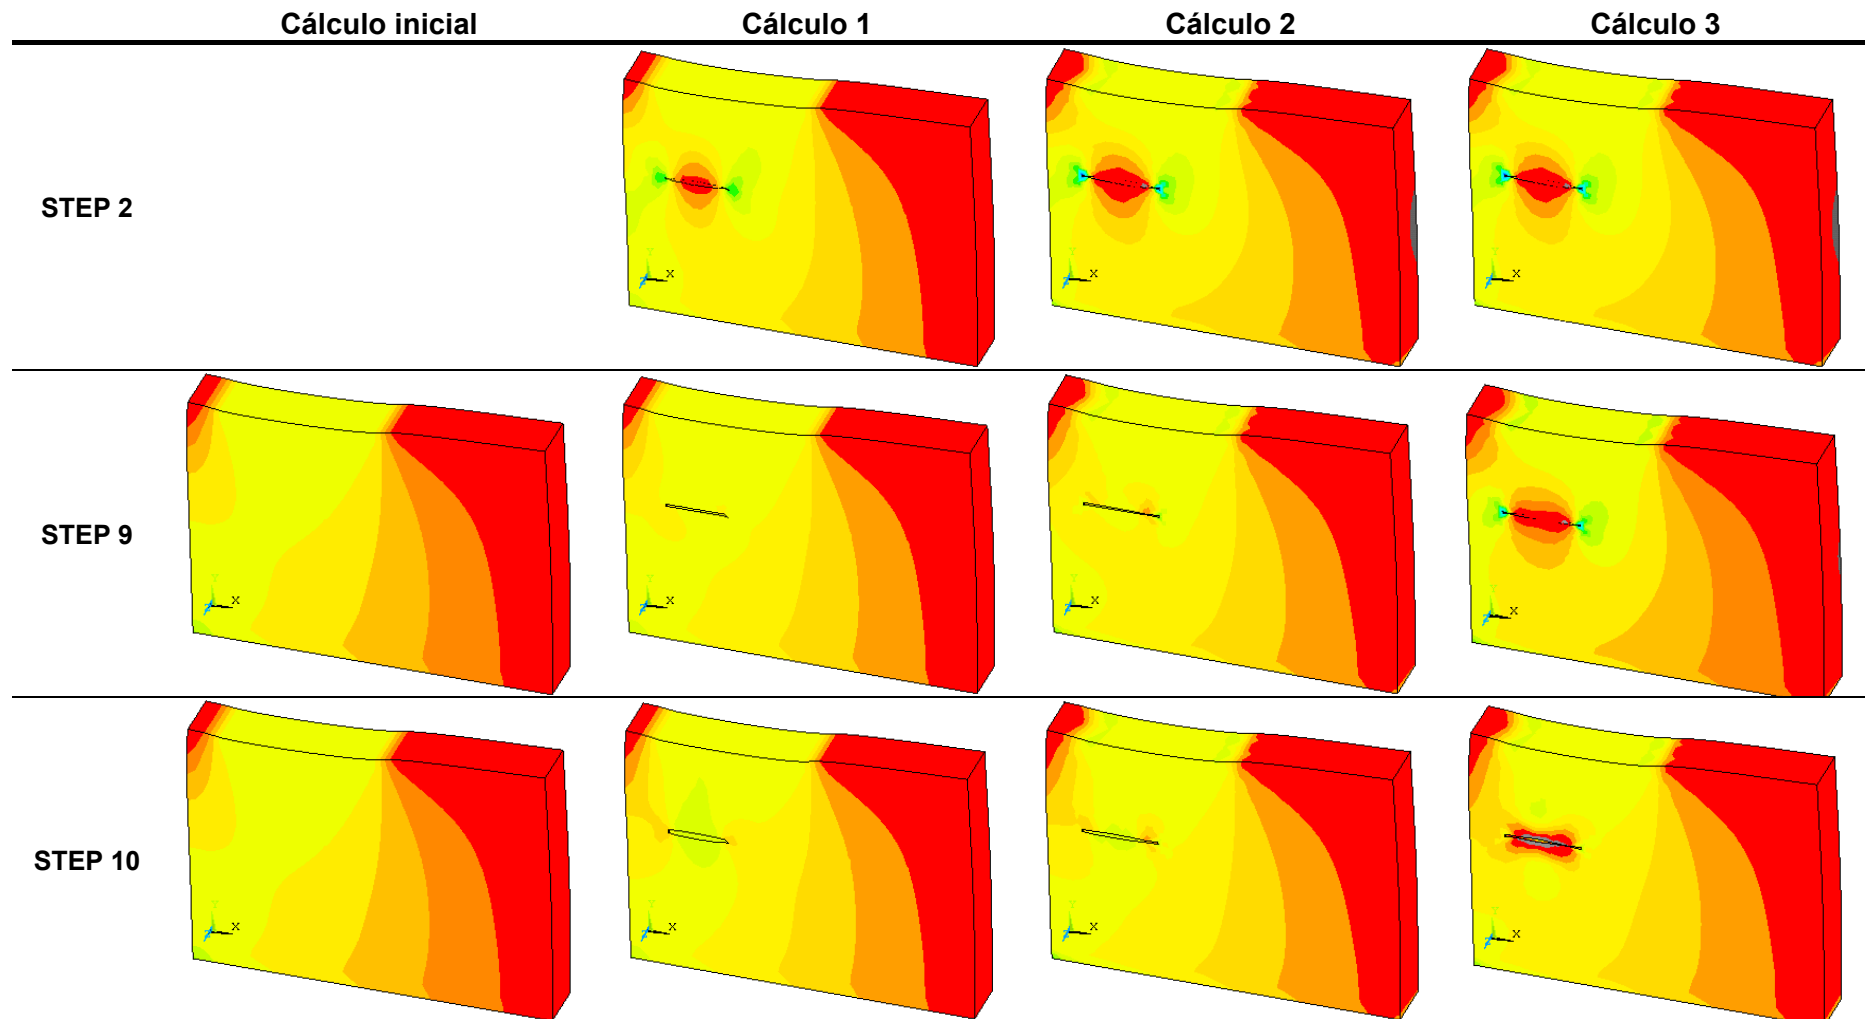 Cálculo inicial Cálculo 1 Cálculo 2 Cálculo 3
STEP 2
X X X
STEP 9
X X X X
STEP 10
X X X X